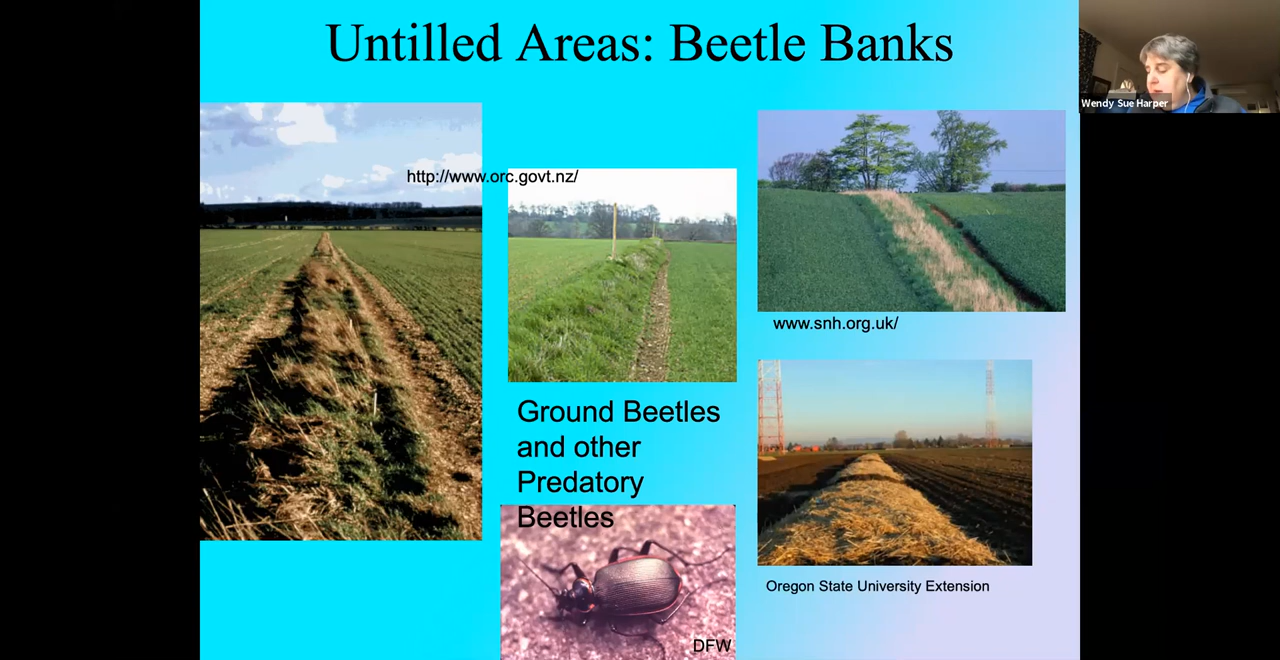 Untilled Areas: Beetle Banks
Wendy Sue Harper
http://www.orc.govt.nz/
www.snh.org.uk/
Ground Beetles
and other
Predatory
Beetles
Oregon State University Extension
DFW